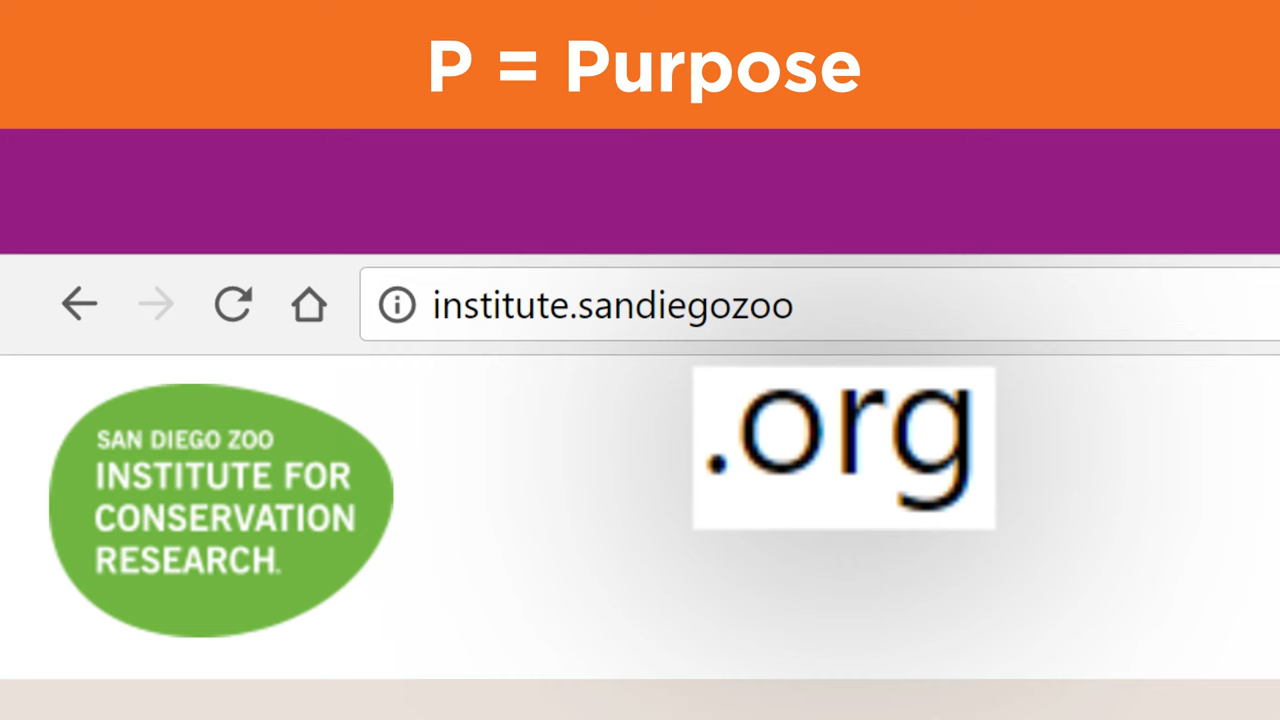 P = Purpose
institute.sandiegozoo
.org
SAN DIEGO ZOO
INSTITUTE FOR
CONSERVATION
RESEARCH.